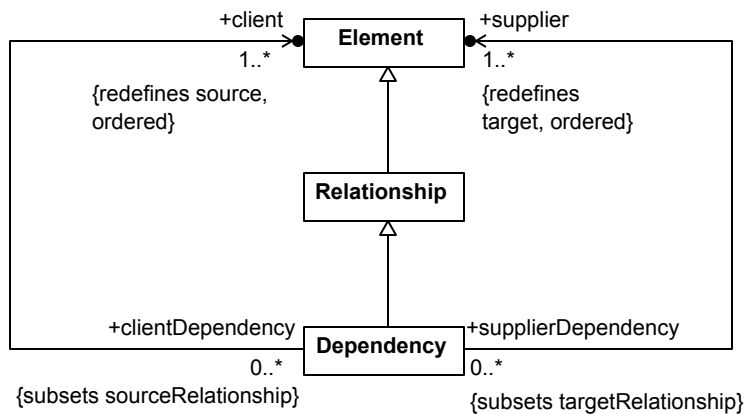 +client
Element
+supplier
1..*
1..*
{redefines source,
ordered}
{redefines
target, ordered}
Relationship
+clientDependency
Dependency
+supplierDependency
0..*
0..*
{subsets sourceRelationship}
{subsets targetRelationship}